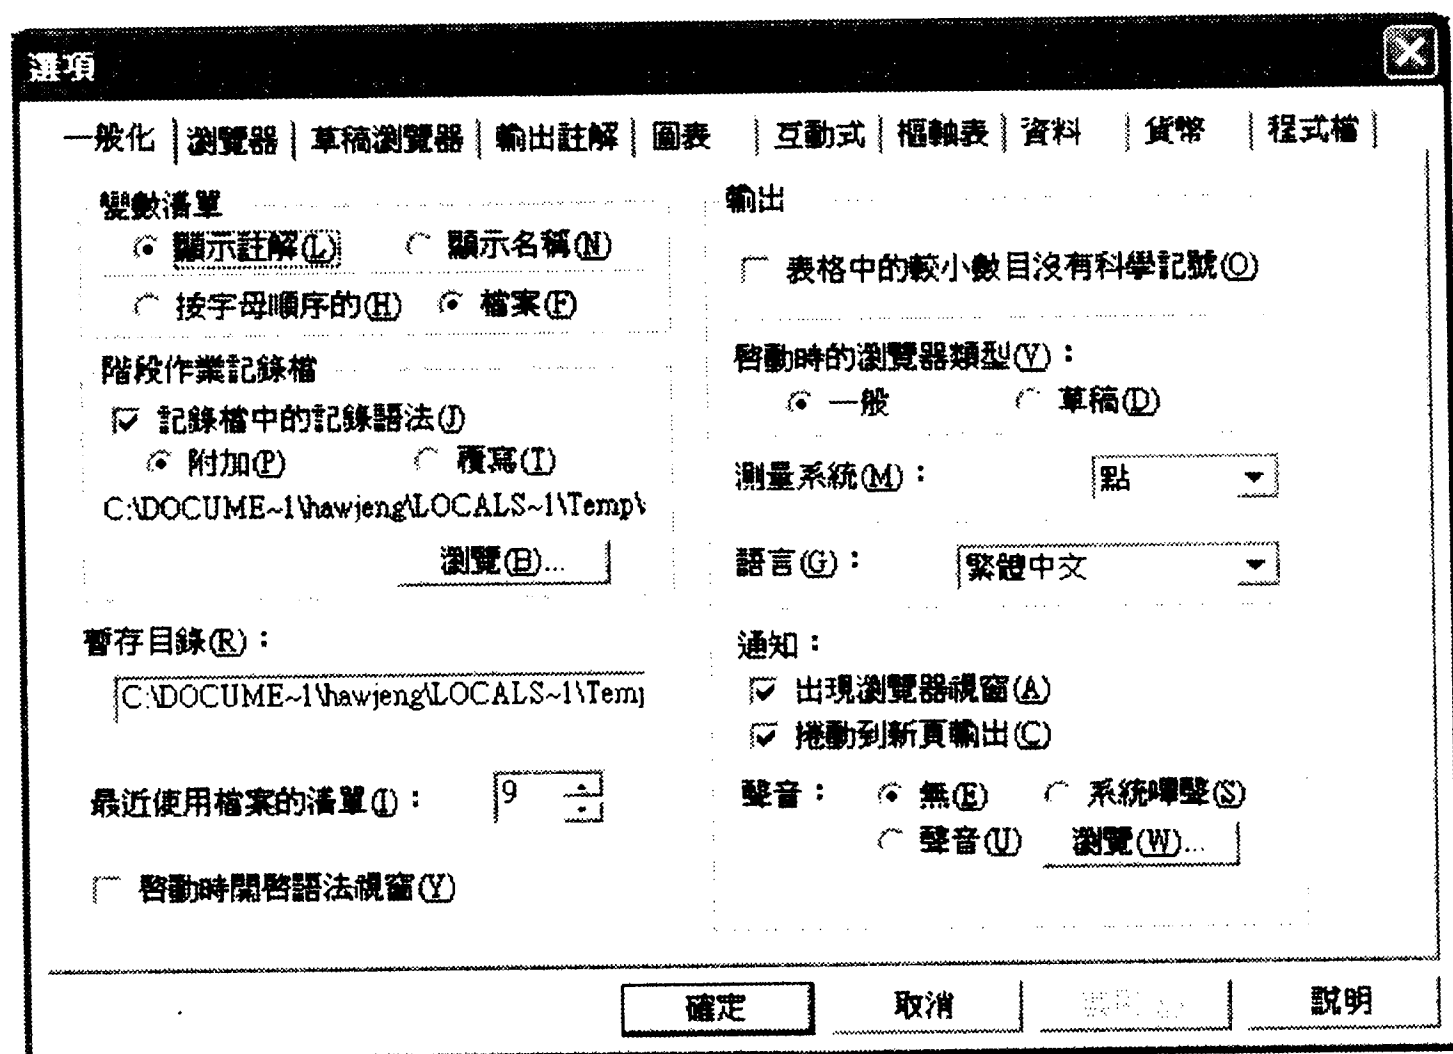 選項
一般化 瀏覽器 草稿瀏覽器 輸出註解 圖表 互動式 樞軸表 資料 貨幣 程式檔
變數清單
顯示註解(L) 顯示名稱(N)
按字母順序的(H) 檔案(F)
階段作業記錄檔
記錄檔中的記錄語法(J)
附加(P) 覆寫(T)
C:\DOCUME~1\hawjeng\LOCALS~1\Temp\
瀏覽(B)...
暫存目錄(R)：
C:\DOCUME~1\hawjeng\LOCALS~1\Temp
最近使用檔案的清單(I)： 9
啓動時開啓語法視窗(Y)
輸出
表格中的較小數目沒有科學記號(O)
啓動時的瀏覽器類型(V)：
一般 草稿(D)
測量系統(M)： 點
語言(G)： 繁體中文
通知：
出現瀏覽器視窗(A)
捲動到新頁輸出(C)
聲音： 無(E) 系統嗶聲(S)
聲音(U) 瀏覽(W)...
確定 取消 說明